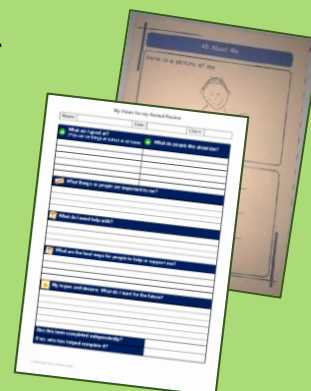 All About Me
Here is a picture of me
My Views for my Annual Review
Name
Date
Class
What am I good at?
What do people like about me?
What things or people are important to me?
What do I need help with?
What are the best ways for people to help or support me?
My hopes and dreams. What do I want for the future?
Has this been completed independently?
If no, who has helped complete it?